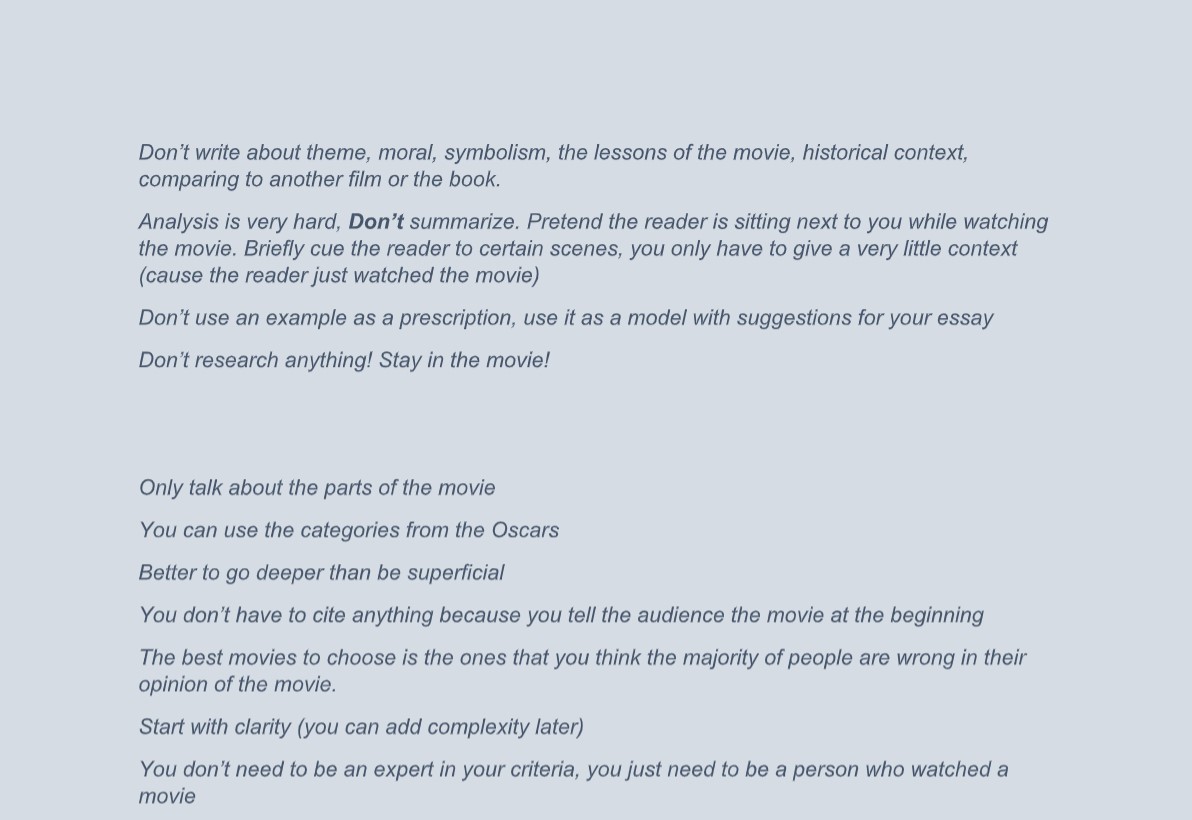 Don’t write about theme, moral, symbolism, the lessons of the movie, historical context,
comparing to another film or the book.
Analysis is very hard, Don’t summarize. Pretend the reader is sitting next to you while watching
the movie. Briefly cue the reader to certain scenes, you only have to give a very little context
(cause the reader just watched the movie)
Don’t use an example as a prescription, use it as a model with suggestions for your essay
Don’t research anything! Stay in the movie!
Only talk about the parts of the movie
You can use the categories from the Oscars
Better to go deeper than be superficial
You don’t have to cite anything because you tell the audience the movie at the beginning
The best movies to choose is the ones that you think the majority of people are wrong in their
opinion of the movie.
Start with clarity (you can add complexity later)
You don’t need to be an expert in your criteria, you just need to be a person who watched a
movie